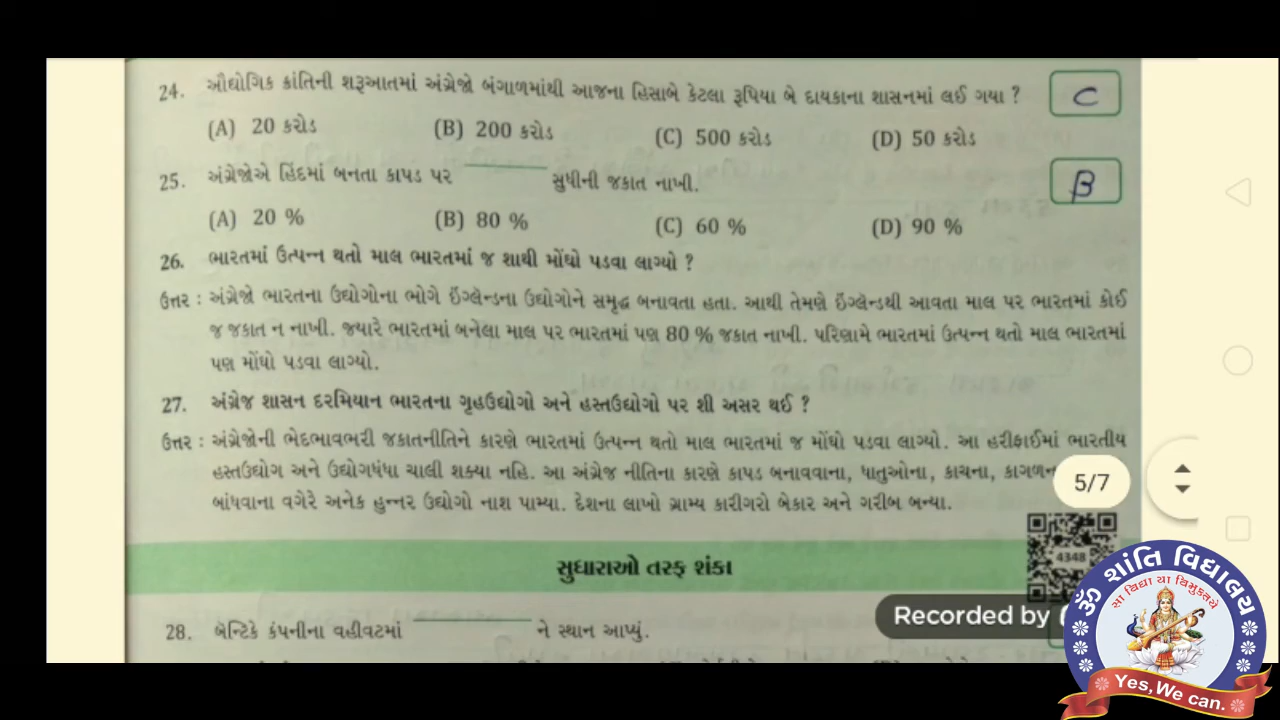 24. ઔદ્યોગિક ક્રાંતિની શરૂઆતમાં અંગ્રેજો બંગાળમાંથી આજના હિસાબે કેટલા રૂપિયા બે દાયકાના શાસનમાં લઈ ગયા ? C
(A) 20 કરોડ (B) 200 કરોડ (C) 500 કરોડ (D) 50 કરોડ
25. અંગ્રેજોએ હિંદમાં બનતા કાપડ પર ______ સુધીની જકાત નાખી. B
(A) 20 % (B) 80 % (C) 60 % (D) 90 %
26. ભારતમાં ઉત્પન્ન થતો માલ ભારતમાં જ શાથી મોંઘો પડવા લાગ્યો ?
ઉત્તર : અંગ્રેજો ભારતના ઉદ્યોગોના ભોગે ઈંગ્લૅન્ડના ઉદ્યોગોને સમૃદ્ધ બનાવતા હતા. આથી તેમણે ઈંગ્લૅન્ડથી આવતા માલ પર ભારતમાં કોઈ
જ જકાત ન નાખી. જ્યારે ભારતમાં બનેલા માલ પર ભારતમાં પણ 80 % જકાત નાખી. પરિણામે ભારતમાં ઉત્પન્ન થતો માલ ભારતમાં
પણ મોંઘો પડવા લાગ્યો.
27. અંગ્રેજ શાસન દરમિયાન ભારતના ગૃહઉદ્યોગો અને હસ્તઉદ્યોગો પર શી અસર થઈ ?
ઉત્તર : અંગ્રેજોની ભેદભાવભરી જકાતનીતિને કારણે ભારતમાં ઉત્પન્ન થતો માલ ભારતમાં જ મોંઘો પડવા લાગ્યો. આ હરીફાઈમાં ભારતીય
હસ્તઉદ્યોગ અને ઉદ્યોગધંધા ચાલી શક્યા નહિ. આ અંગ્રેજ નીતિના કારણે કાપડ બનાવવાના, ધાતુઓના, કાચના,
બાંધવાના વગેરે અનેક હુન્નર ઉદ્યોગો નાશ પામ્યા. દેશના લાખો ગ્રામ્ય કારીગરો બેકાર અને ગરીબ બન્યા.
5/7
સુધારાઓ તરફ શંકા
4348
28. બેન્ટિકે કંપનીના વહીવટમાં ______ ને સ્થાન આપ્યું.
Recorded by
ૐ શાંતિ વિદ્યાલય
સા વિદ્યા યા વિમુક્તયે
Yes, We can.